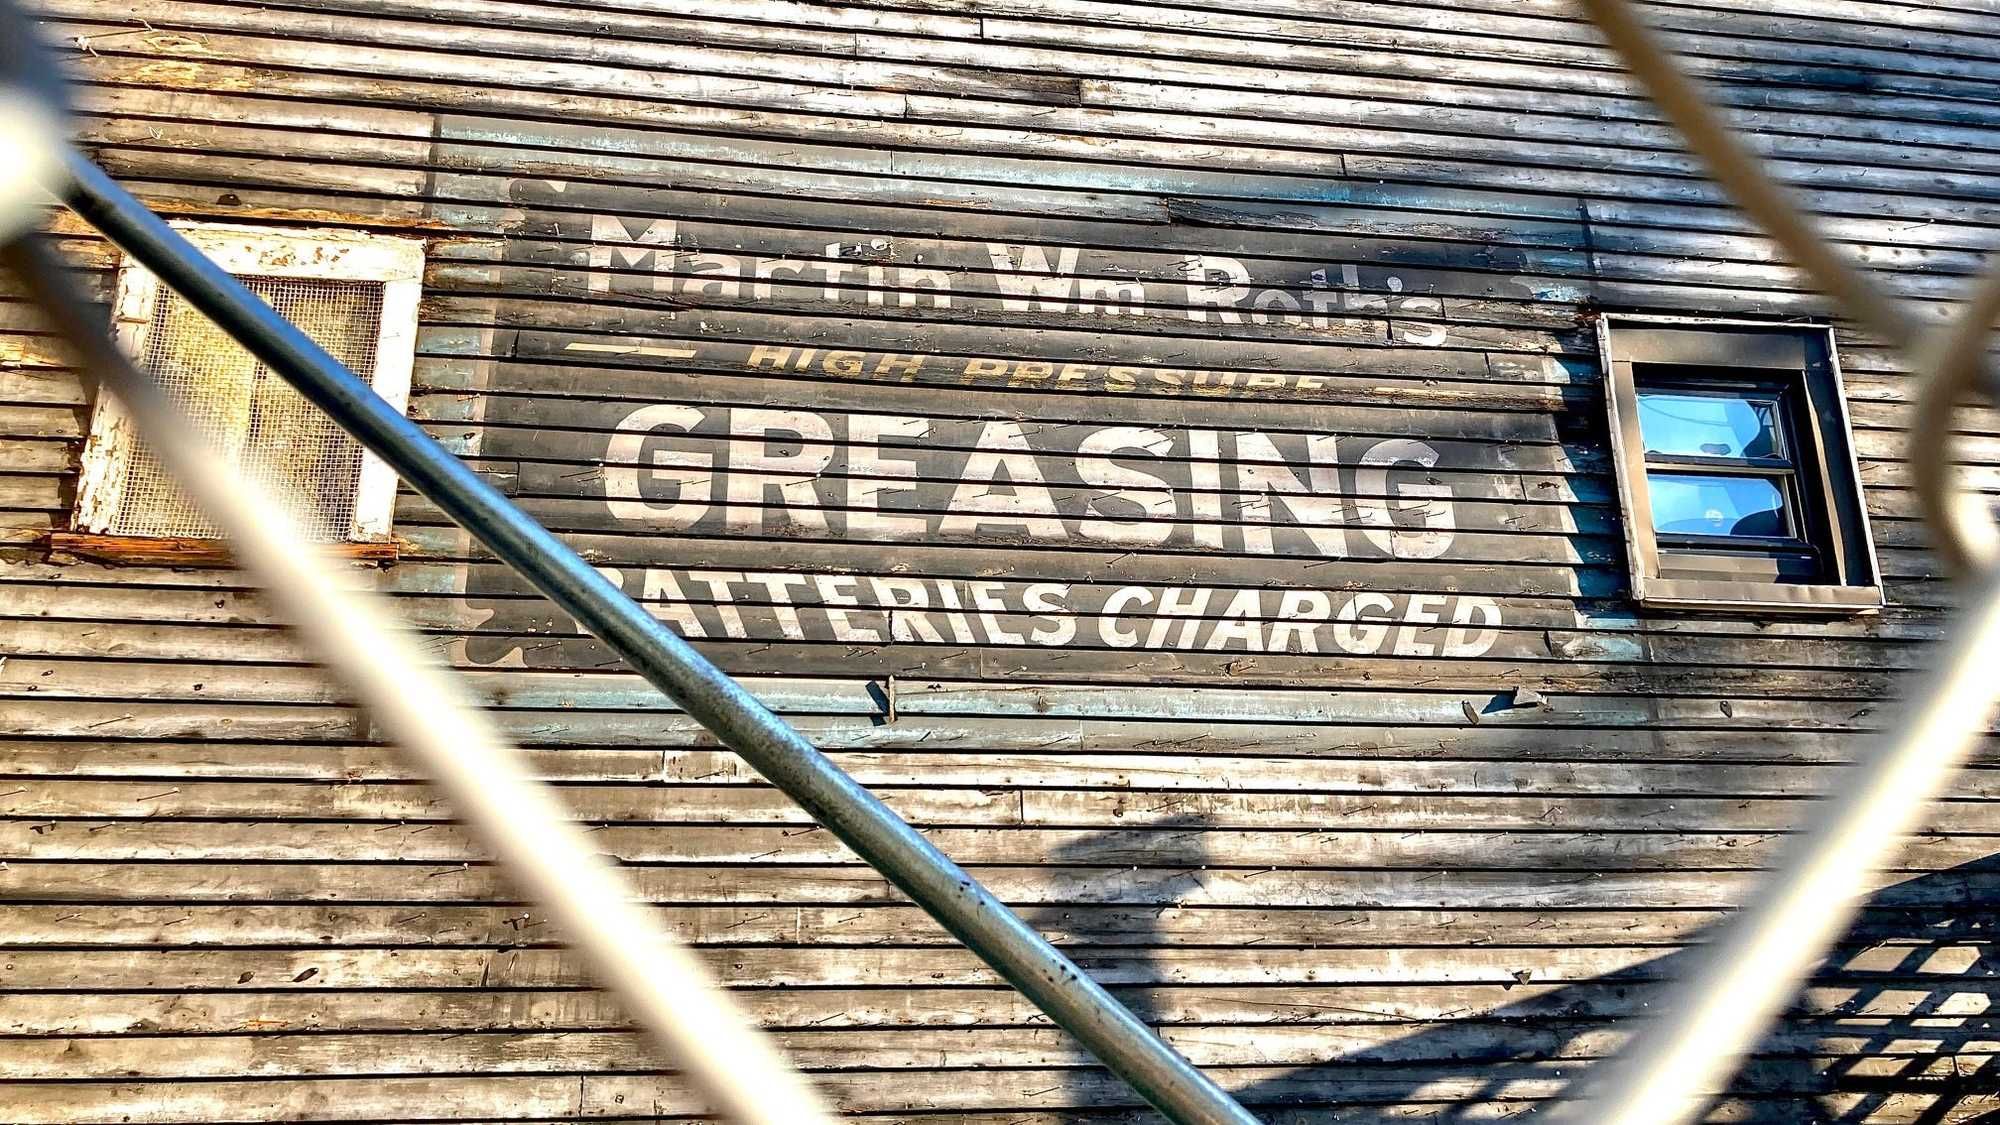 Martin Wm Roth's
HIGH PRESSURE
GREASING
BATTERIES CHARGED